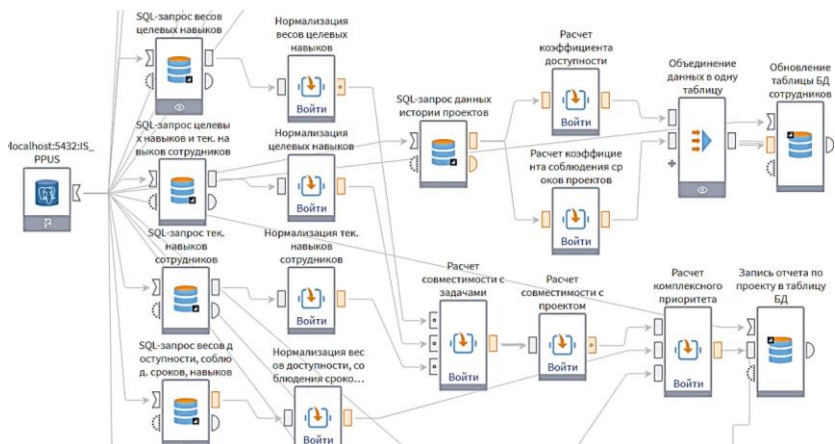 SQL-запрос весов
целевых навыков
Нормализация
весов целевых
навыков
Войти
Расчет
коэффициента
доступности
Войти
Объединение
данных в одну
таблицу
Обновление
таблицы БД
сотрудников
SQL-запрос данных
истории проектов
SQL-запрос целевы
х навыков и тек. на
выков сотрудников
Нормализация
целевых навыков
Войти
localhost:5432:IS_
PPUS
Расчет коэффицие
нта соблюдения ср
оков проектов
Войти
SQL-запрос тек.
навыков
сотрудников
Нормализация тек.
навыков
сотрудников
Войти
Расчет
совместимости с
задачами
Войти
Расчет
совместимости с
проектом
Войти
Расчет
комплексного
приоритета
Войти
Запись отчета по
проекту в таблицу
БД
SQL-запрос весов д
оступности, соблю
д. сроков, навыков
Нормализация вес
ов доступности, со
блюдения сроко...
Войти